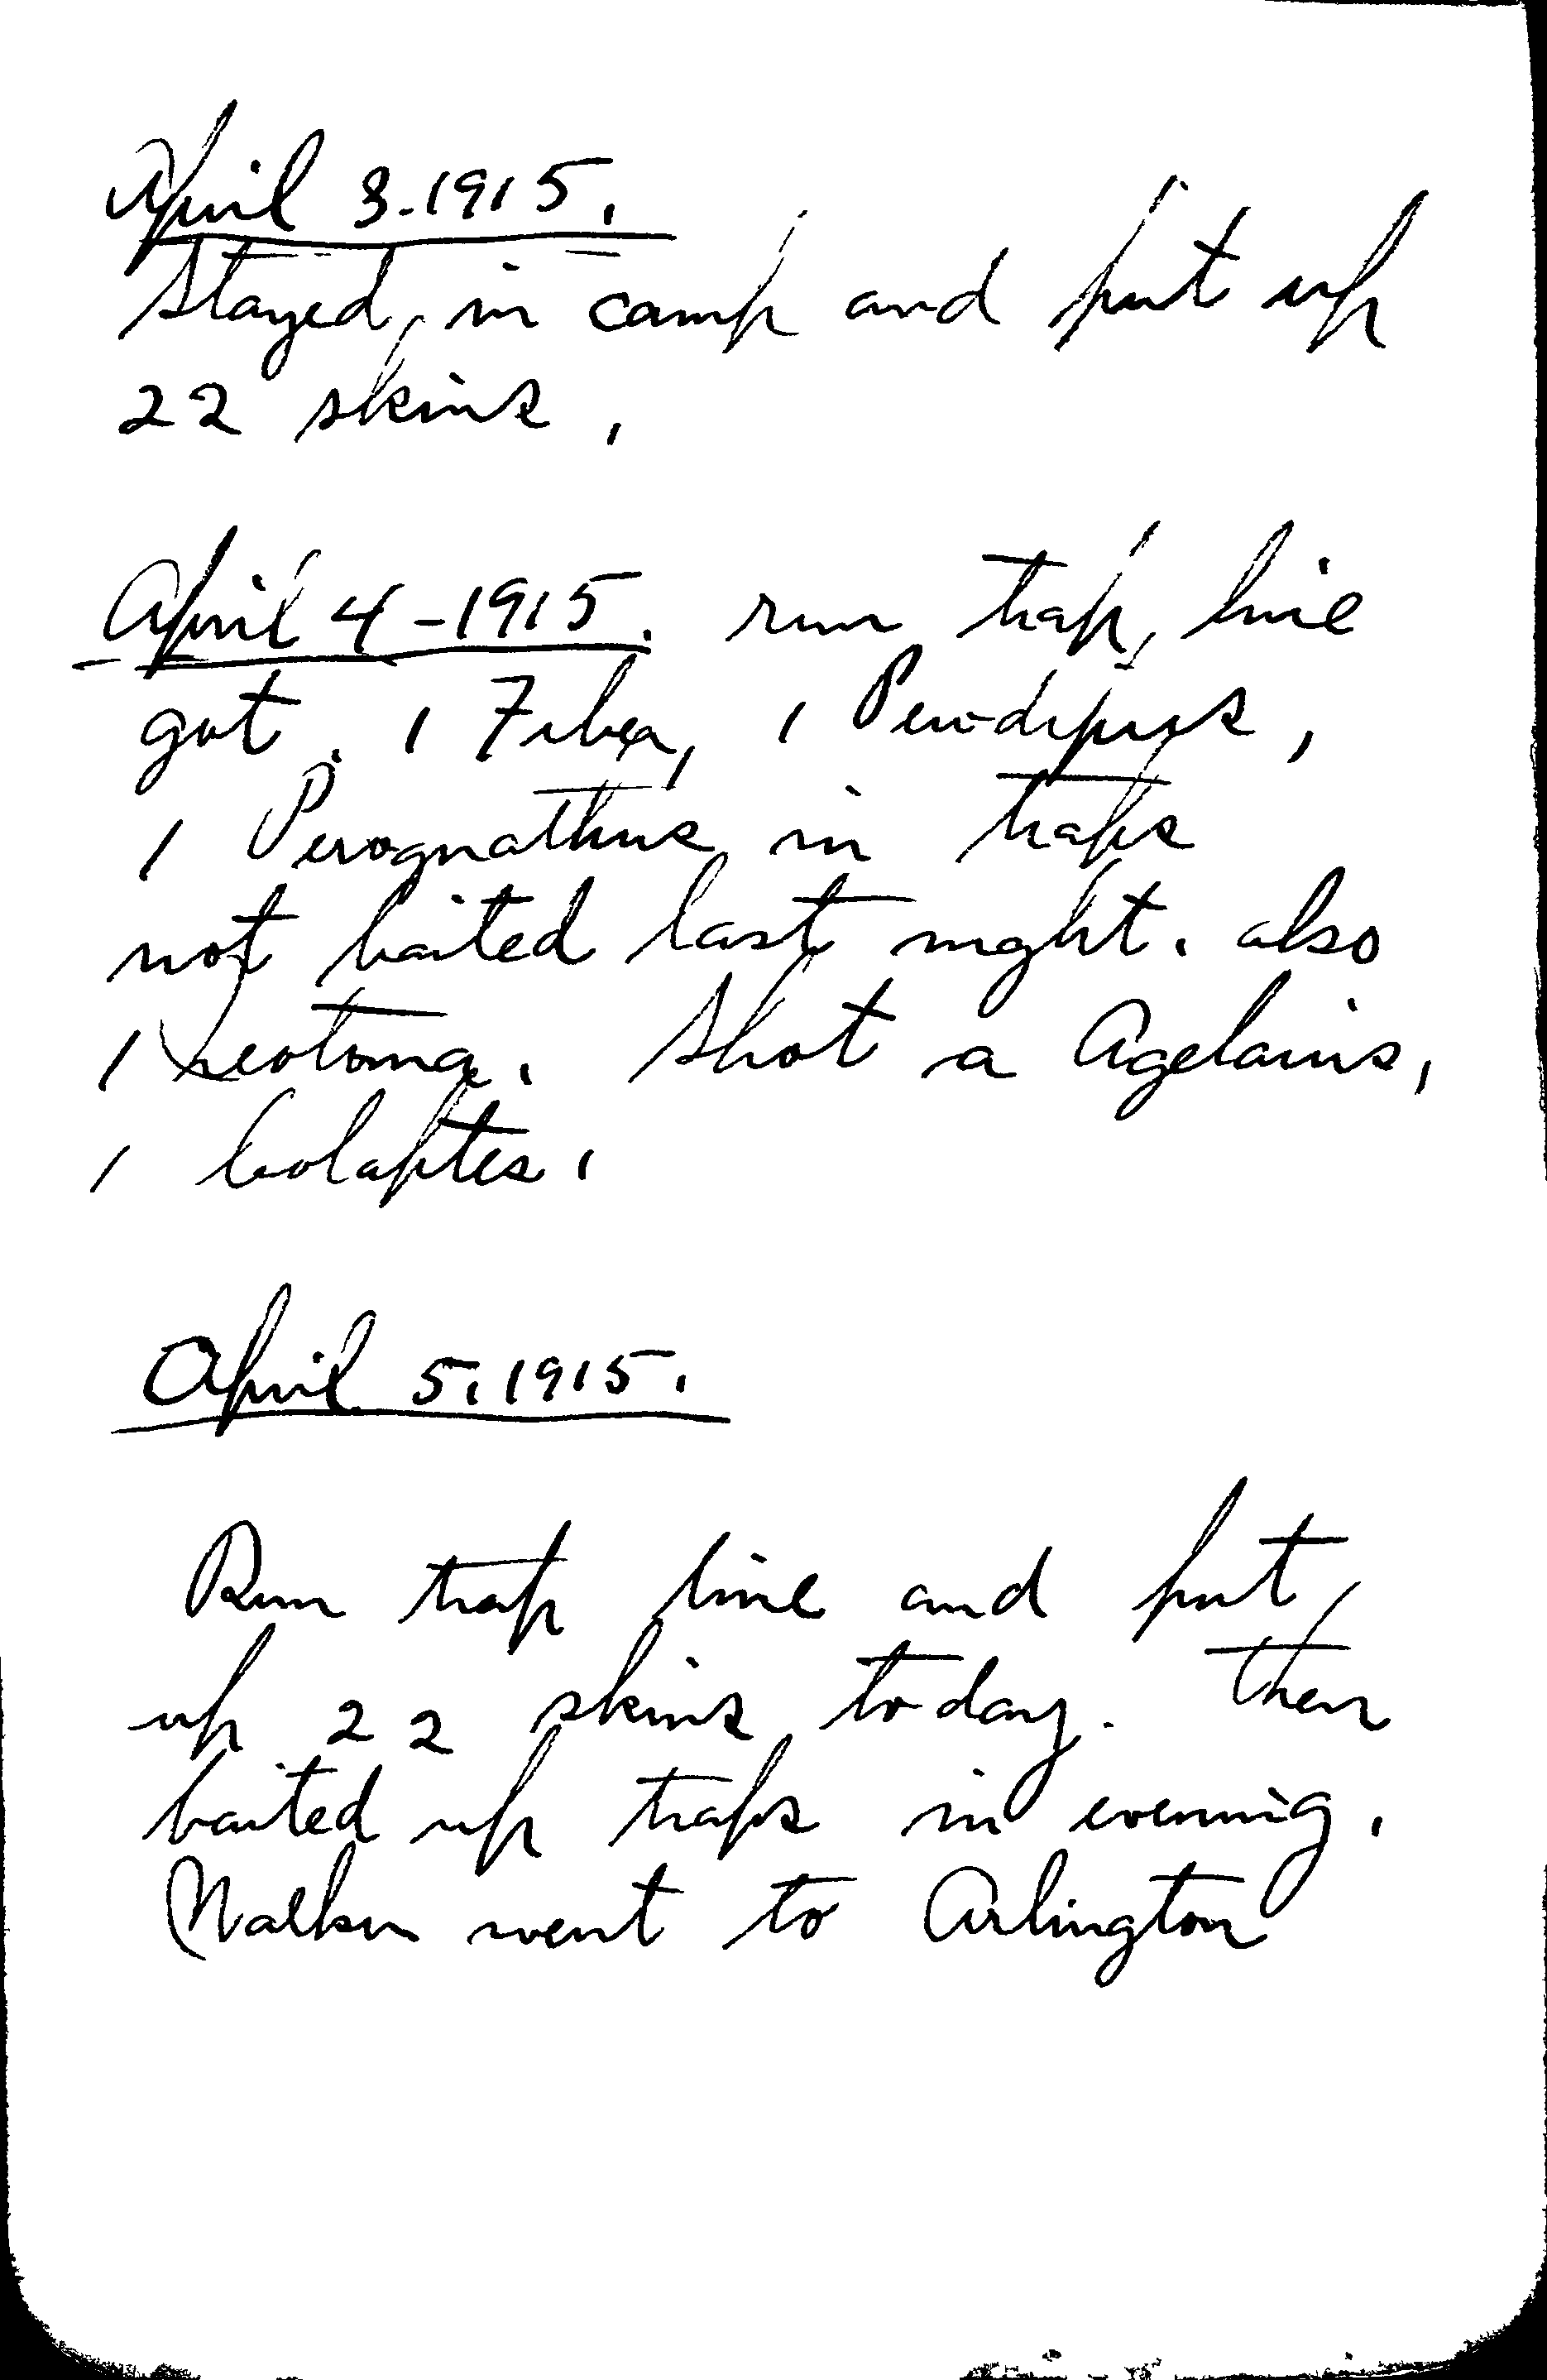 April 3.1915.
Stayed in camp and put up
22 skins.
April 4-1915. run trap line
got. 1 Fiber, 1 Perodipus,
1 Perognathus in traps
not baited last night. also
1 neotoma. Shot a Agelaius,
1 Colaptes.
April 5.1915.
Run trap line and put
up 22 skins today. then
baited up traps in evening.
Walker went to Arlington